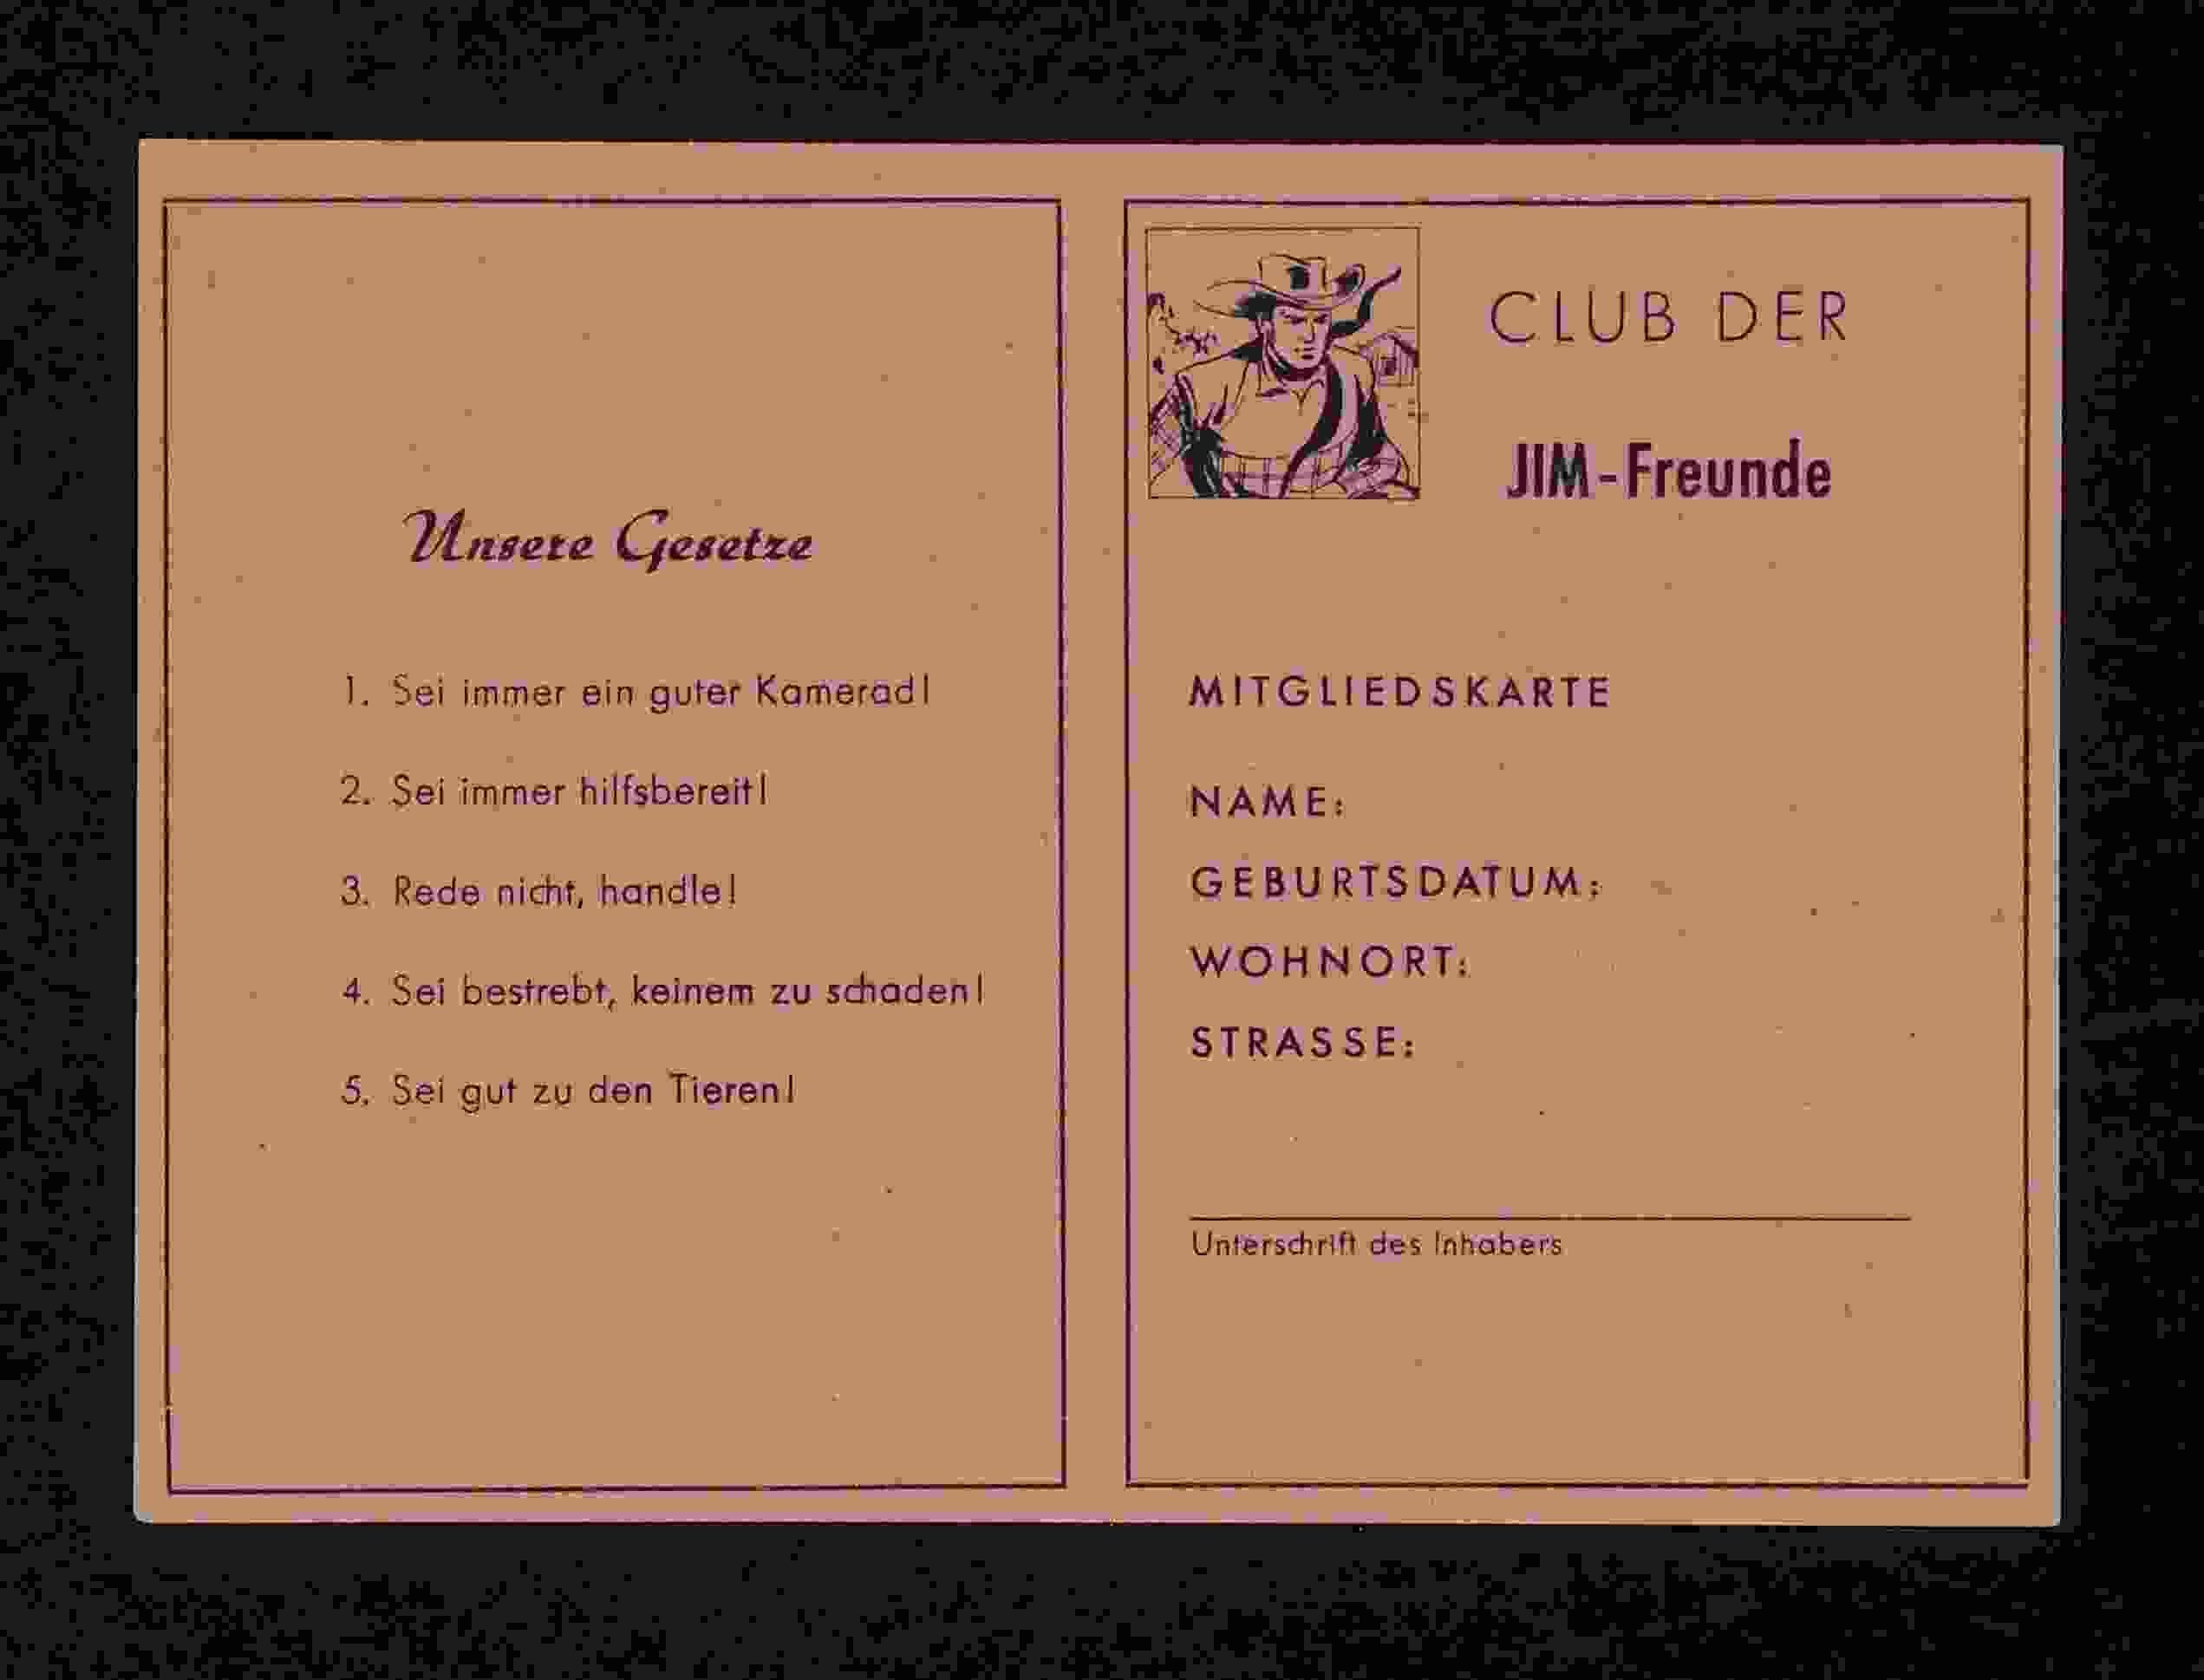 Unsere Gesetze
1. Sei immer ein guter Kamerad!
2. Sei immer hilfsbereit!
3. Rede nicht, handle!
4. Sei bestrebt, keinem zu schaden!
5. Sei gut zu den Tieren!
CLUB DER
JIM-Freunde
MITGLIEDSKARTE
NAME:
GEBURTSDATUM:
WOHNORT:
STRASSE:
Unterschrift des Inhabers